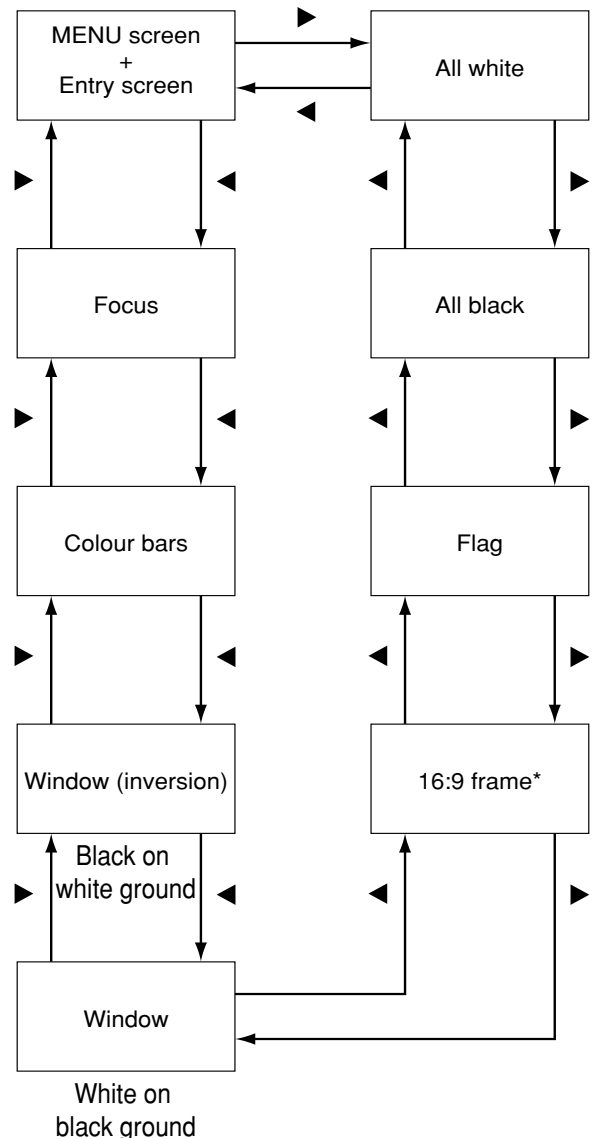 MENU screen
+
Entry screen
All white
Focus
All black
Colour bars
Flag
Window (inversion)
16:9 frame*
Black on
white ground
Window
White on
black ground